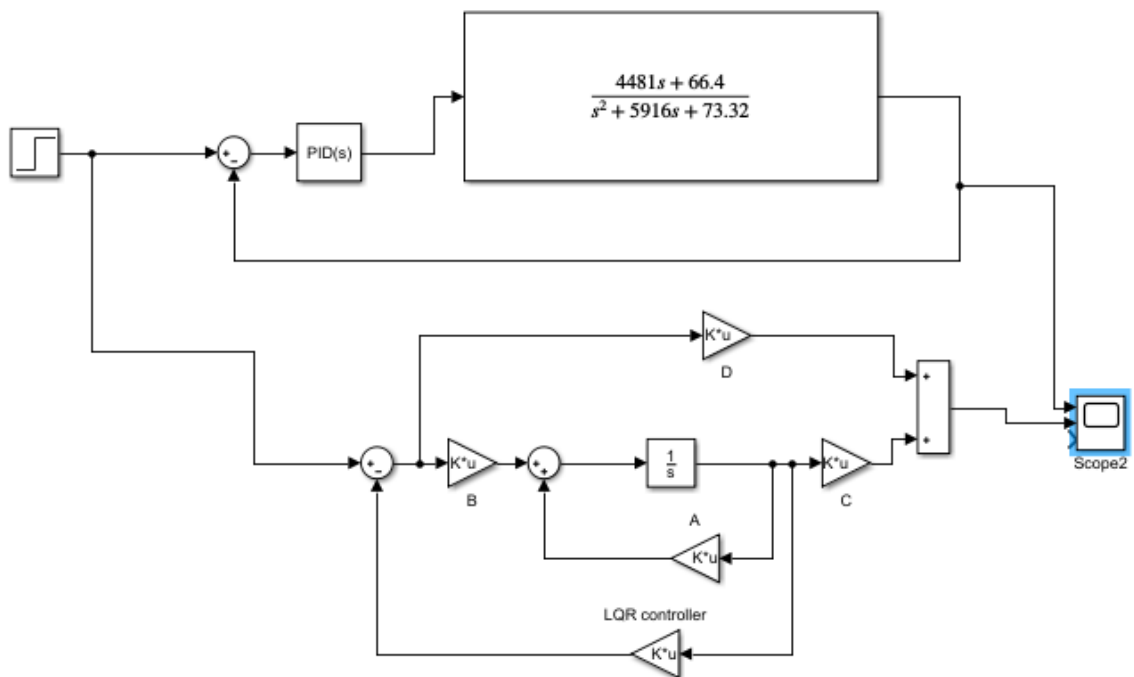 4481s + 66.4
s² + 5916s + 73.32
PID(s)
+
−
K*u
D
+
+
Scope2
+
−
K*u
B
+
+
1
s
K*u
C
A
K*u
LQR controller
K*u